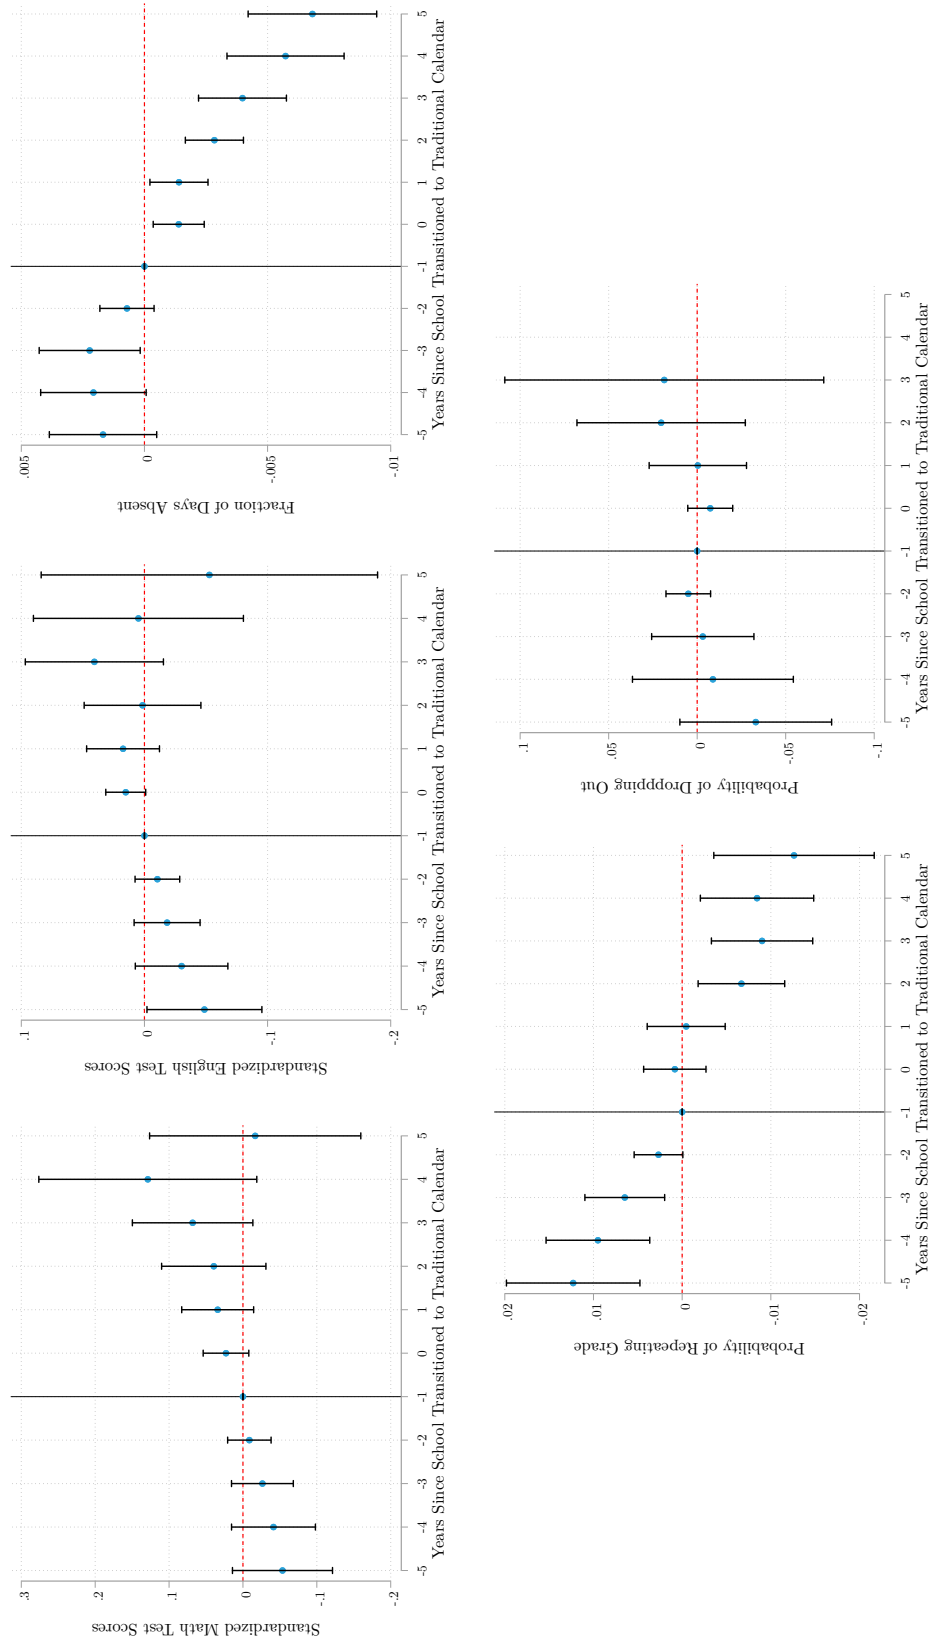 Standardized Math Test Scores
.3
.2
.1
0
-.1
-.2
-5 -4 -3 -2 -1 0 1 2 3 4 5
Years Since School Transitioned to Traditional Calendar
Standardized English Test Scores
.1
0
-.1
-.2
-5 -4 -3 -2 -1 0 1 2 3 4 5
Years Since School Transitioned to Traditional Calendar
Fraction of Days Absent
.005
0
-.005
-.01
-5 -4 -3 -2 -1 0 1 2 3 4 5
Years Since School Transitioned to Traditional Calendar
Probability of Repeating Grade
.02
.01
0
-.01
-.02
-5 -4 -3 -2 -1 0 1 2 3 4 5
Years Since School Transitioned to Traditional Calendar
Probability of Droppping Out
.1
.05
0
-.05
-.1
-5 -4 -3 -2 -1 0 1 2 3 4 5
Years Since School Transitioned to Traditional Calendar